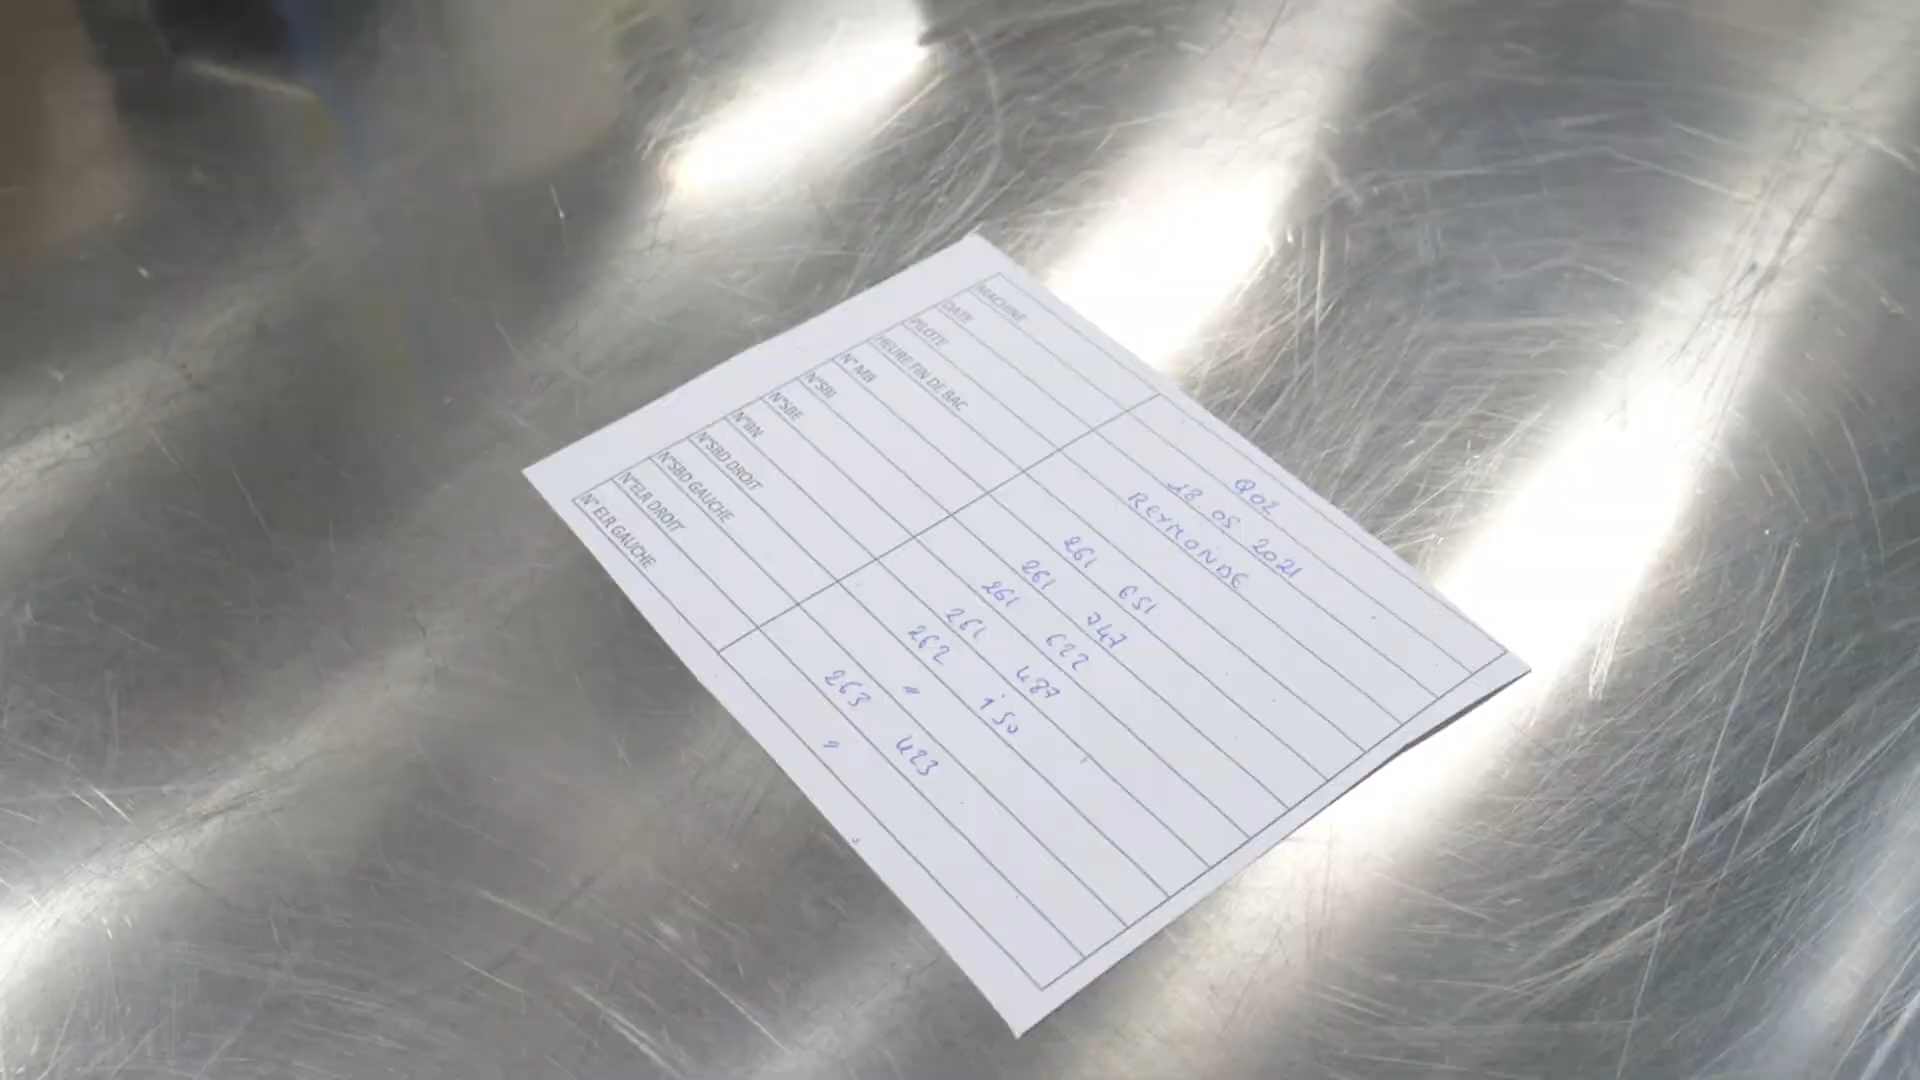 MACHINE Q02
DATE 18 05 2021
PILOTE REYMONDE
HEURE FIN DE BAC
N° MB 261 651
N°SBI 261 747
N°SBE 261 622
N°BN 261 487
N°SBD DROIT 262 150
N°SBD GAUCHE "
N°ELR DROIT 263 423
N° ELR GAUCHE "